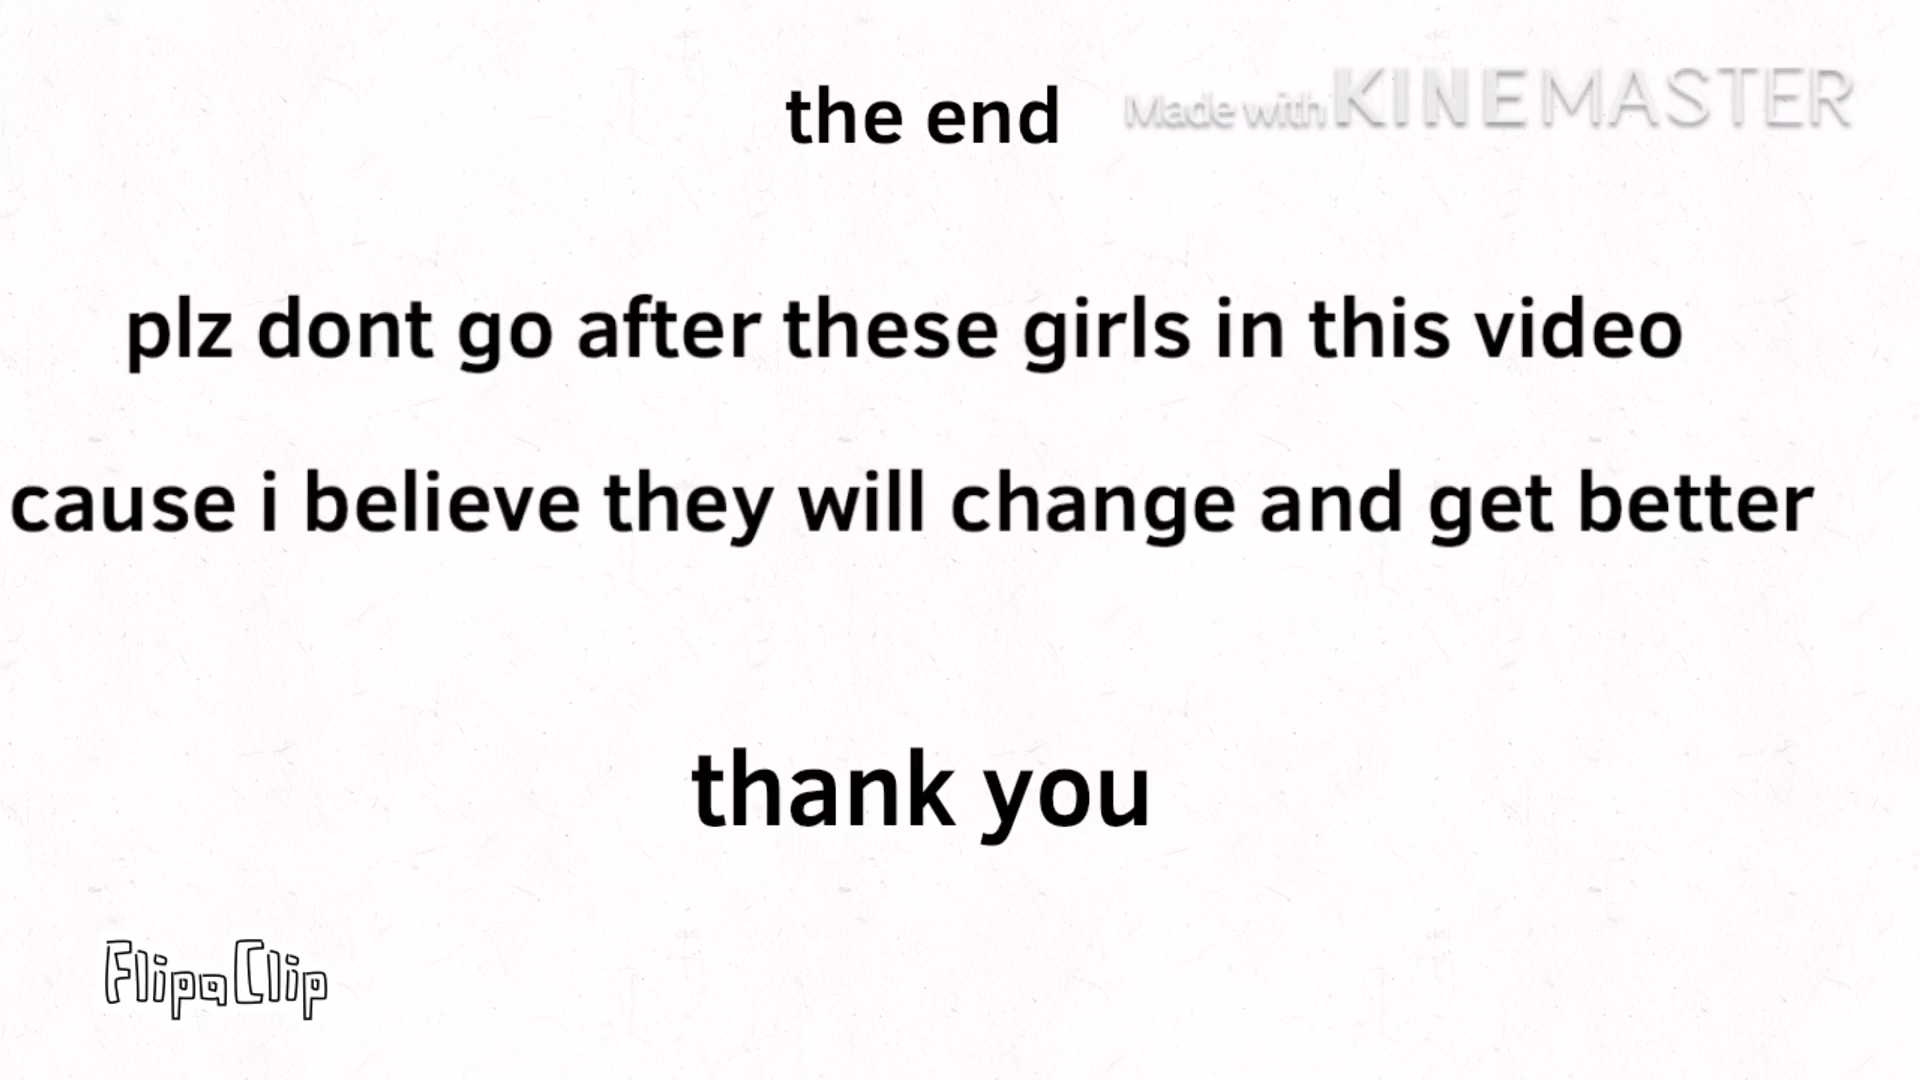 the end
Made with KINEMASTER
plz dont go after these girls in this video
cause i believe they will change and get better
thank you
FlipaClip